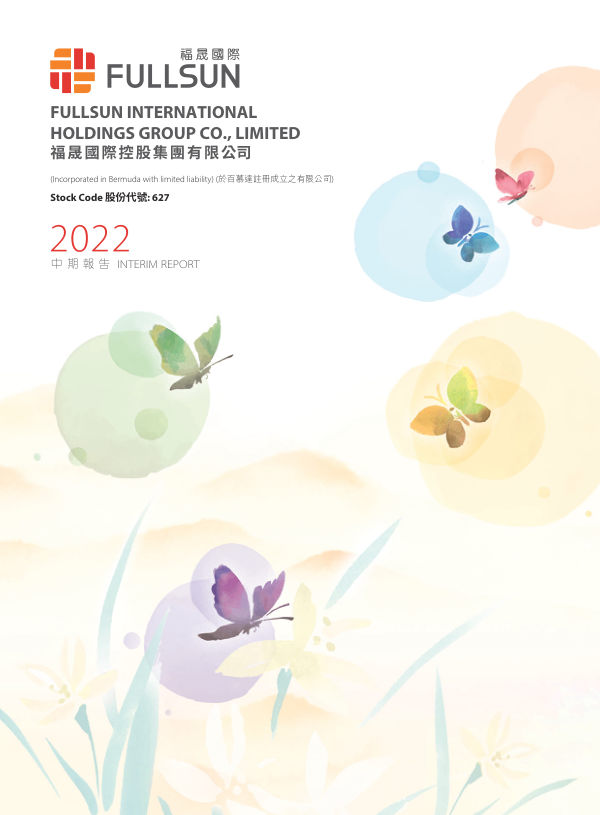 福晟國際
FULLSUN
FULLSUN INTERNATIONAL
HOLDINGS GROUP CO., LIMITED
福晟國際控股集團有限公司
(Incorporated in Bermuda with limited liability) (於百慕達註冊成立之有限公司)
Stock Code 股份代號: 627
2022
中期報告 INTERIM REPORT